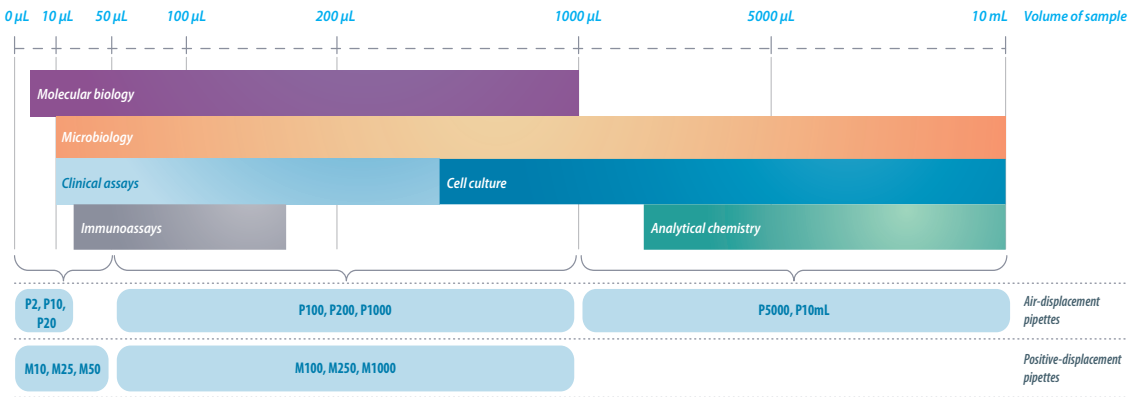 0 µL 10 µL 50 µL 100 µL 200 µL 1000 µL 5000 µL 10 mL Volume of sample
Molecular biology
Microbiology
Clinical assays Cell culture
Immunoassays Analytical chemistry
P2, P10,
P20
P100, P200, P1000
P5000, P10mL
Air-displacement
pipettes
M10, M25, M50
M100, M250, M1000
Positive-displacement
pipettes